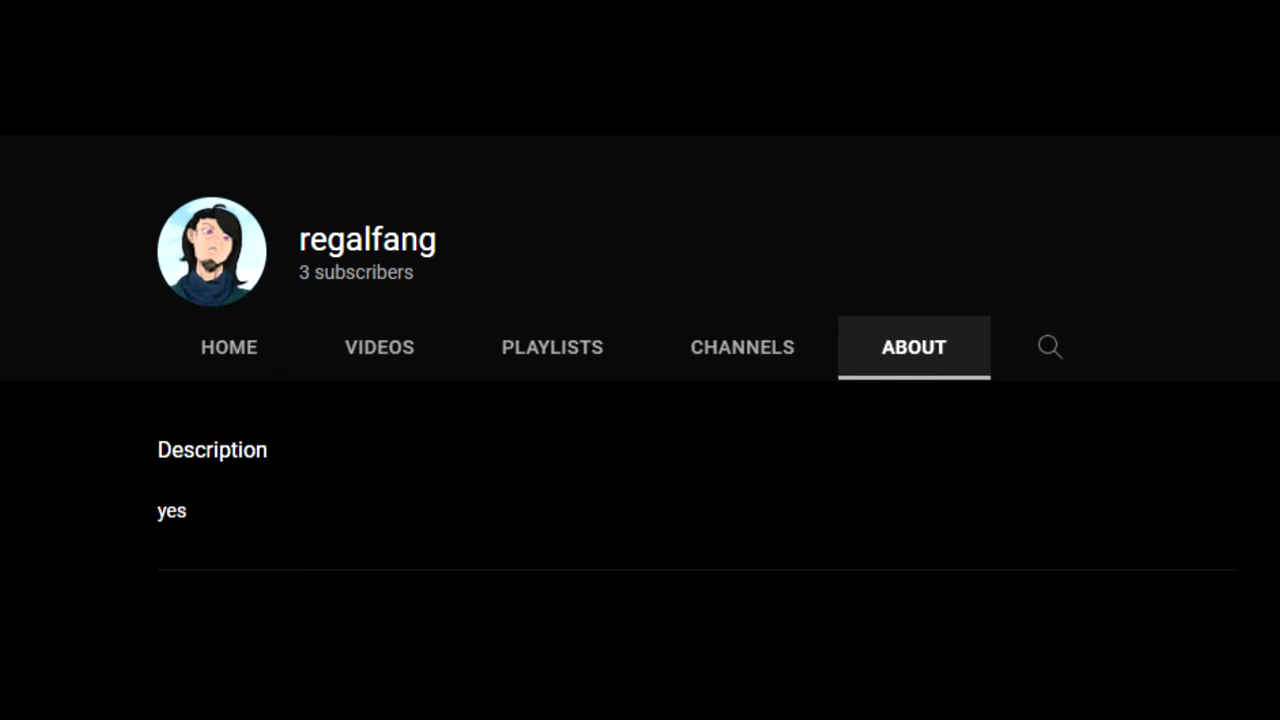 regalfang
3 subscribers
HOME VIDEOS PLAYLISTS CHANNELS ABOUT
Description
yes